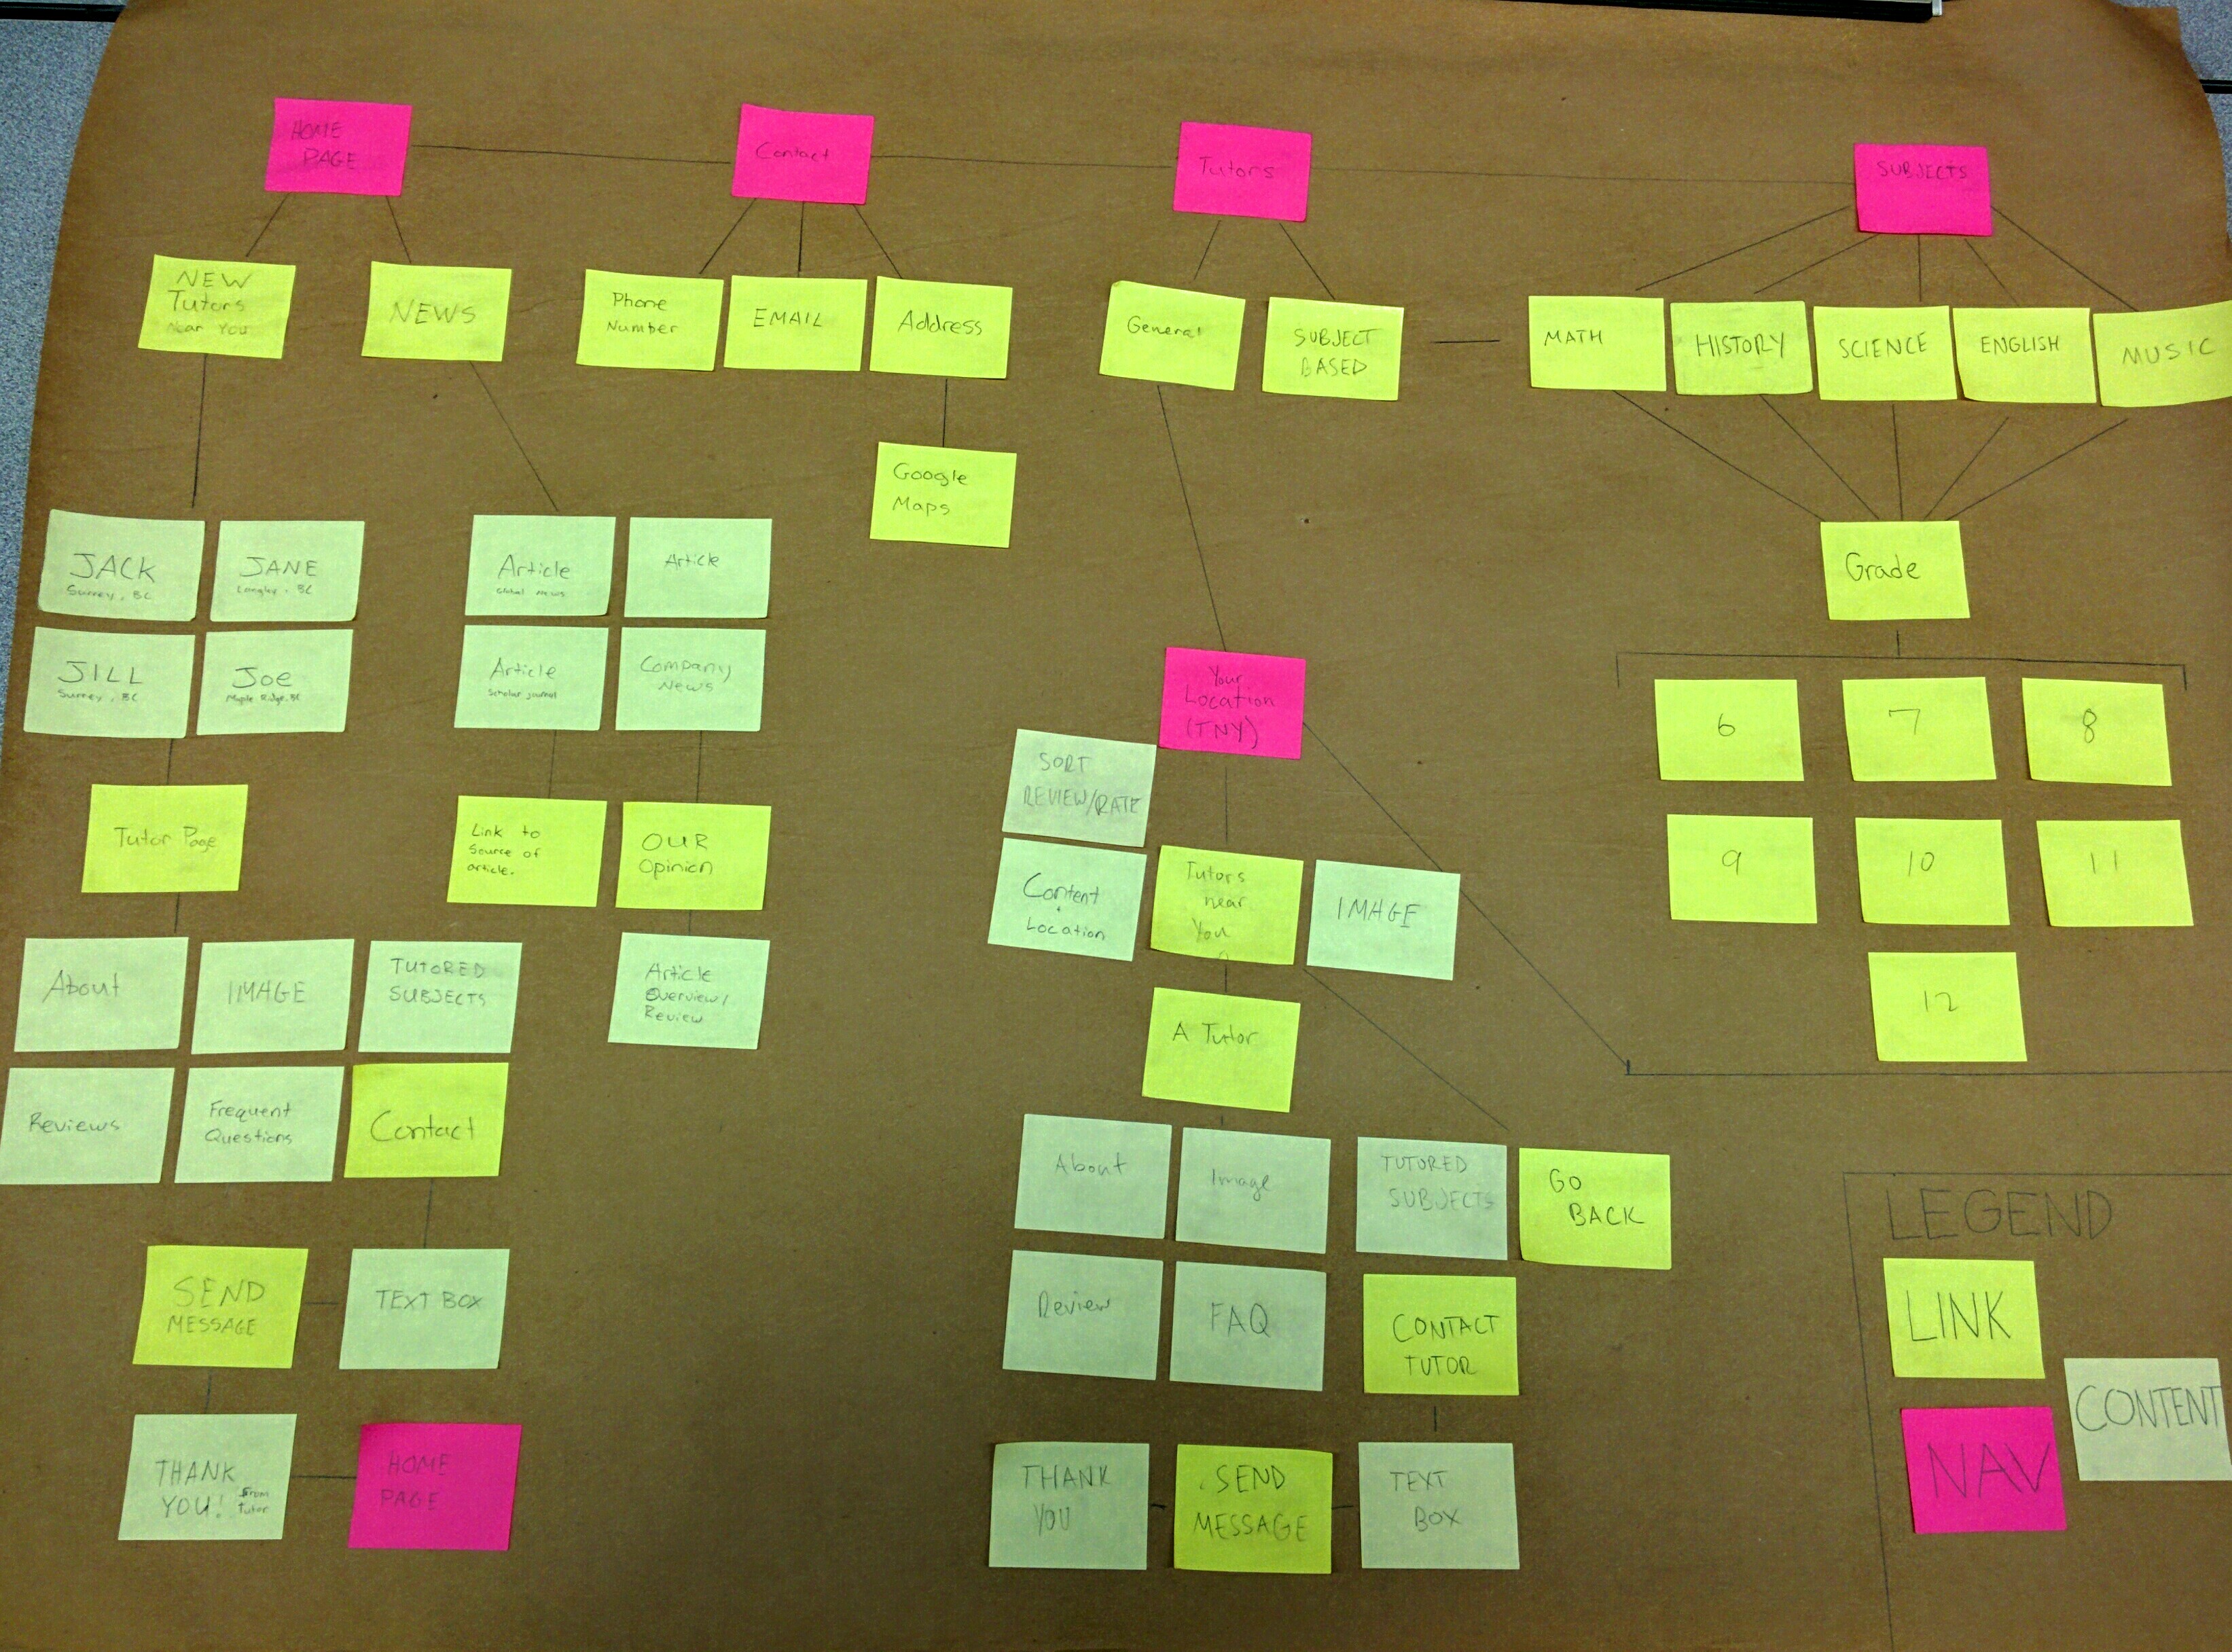 HOME
PAGE
Contact
Tutors
SUBJECTS
NEW
Tutors
Near You
NEWS
Phone
Number
EMAIL
Address
General
SUBJECT
BASED
MATH
HISTORY
SCIENCE
ENGLISH
MUSIC
Google
Maps
Grade
JACK
Surrey, BC
JANE
Langley, BC
JILL
Surrey, BC
Joe
Maple Ridge, BC
Article
Global News
Article
Article
Scholar journal
Company
News
Your
Location
(TNY)
6
7
8
9
10
11
12
Tutor Page
Link to
Source of
article.
OUR
Opinion
SORT
REVIEW/RATE
Content
+
Location
Tutors
near
You
IMAGE
A Tutor
About
IMAGE
TUTORED
SUBJECTS
Article
Overview/
Review
Reviews
Frequent
Questions
Contact
SEND
MESSAGE
TEXT BOX
THANK
YOU! from
Tutor
HOME
PAGE
About
Image
TUTORED
SUBJECTS
GO
BACK
Review
FAQ
CONTACT
TUTOR
THANK
YOU
SEND
MESSAGE
TEXT
BOX
LEGEND
LINK
CONTENT
NAV